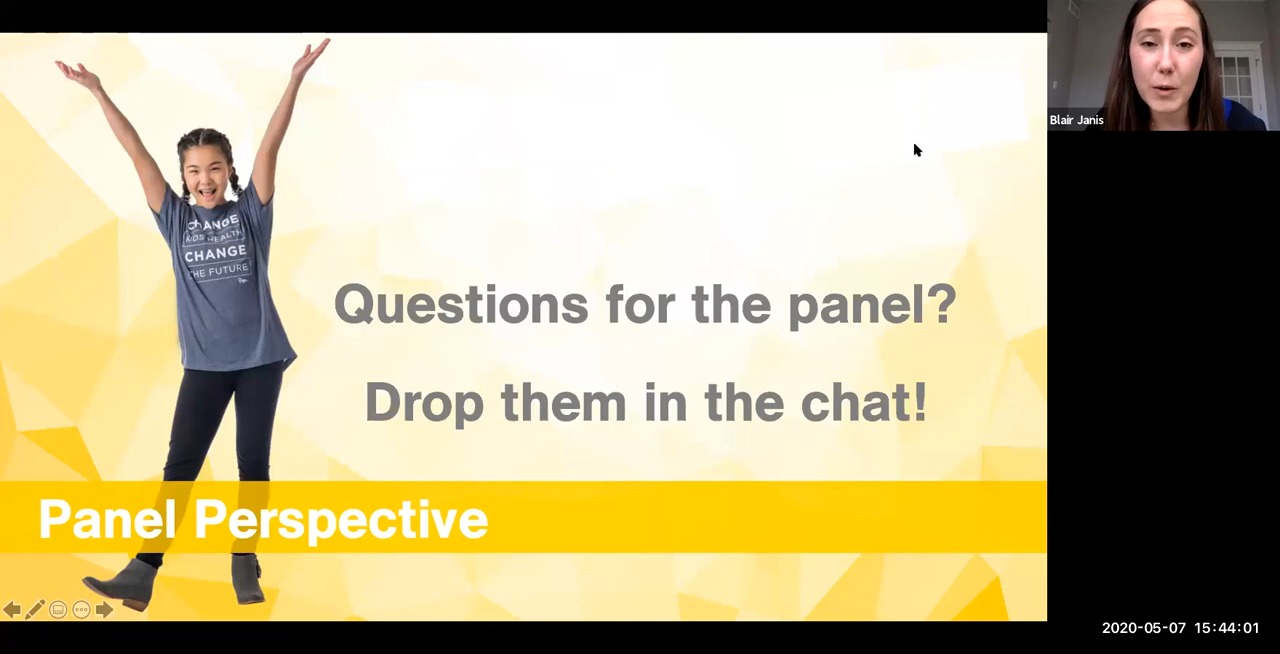 Blair Janis
CHANGE
KIDS HEALTH
CHANGE
THE FUTURE
Questions for the panel?
Drop them in the chat!
Panel Perspective
2020-05-07 15:44:01